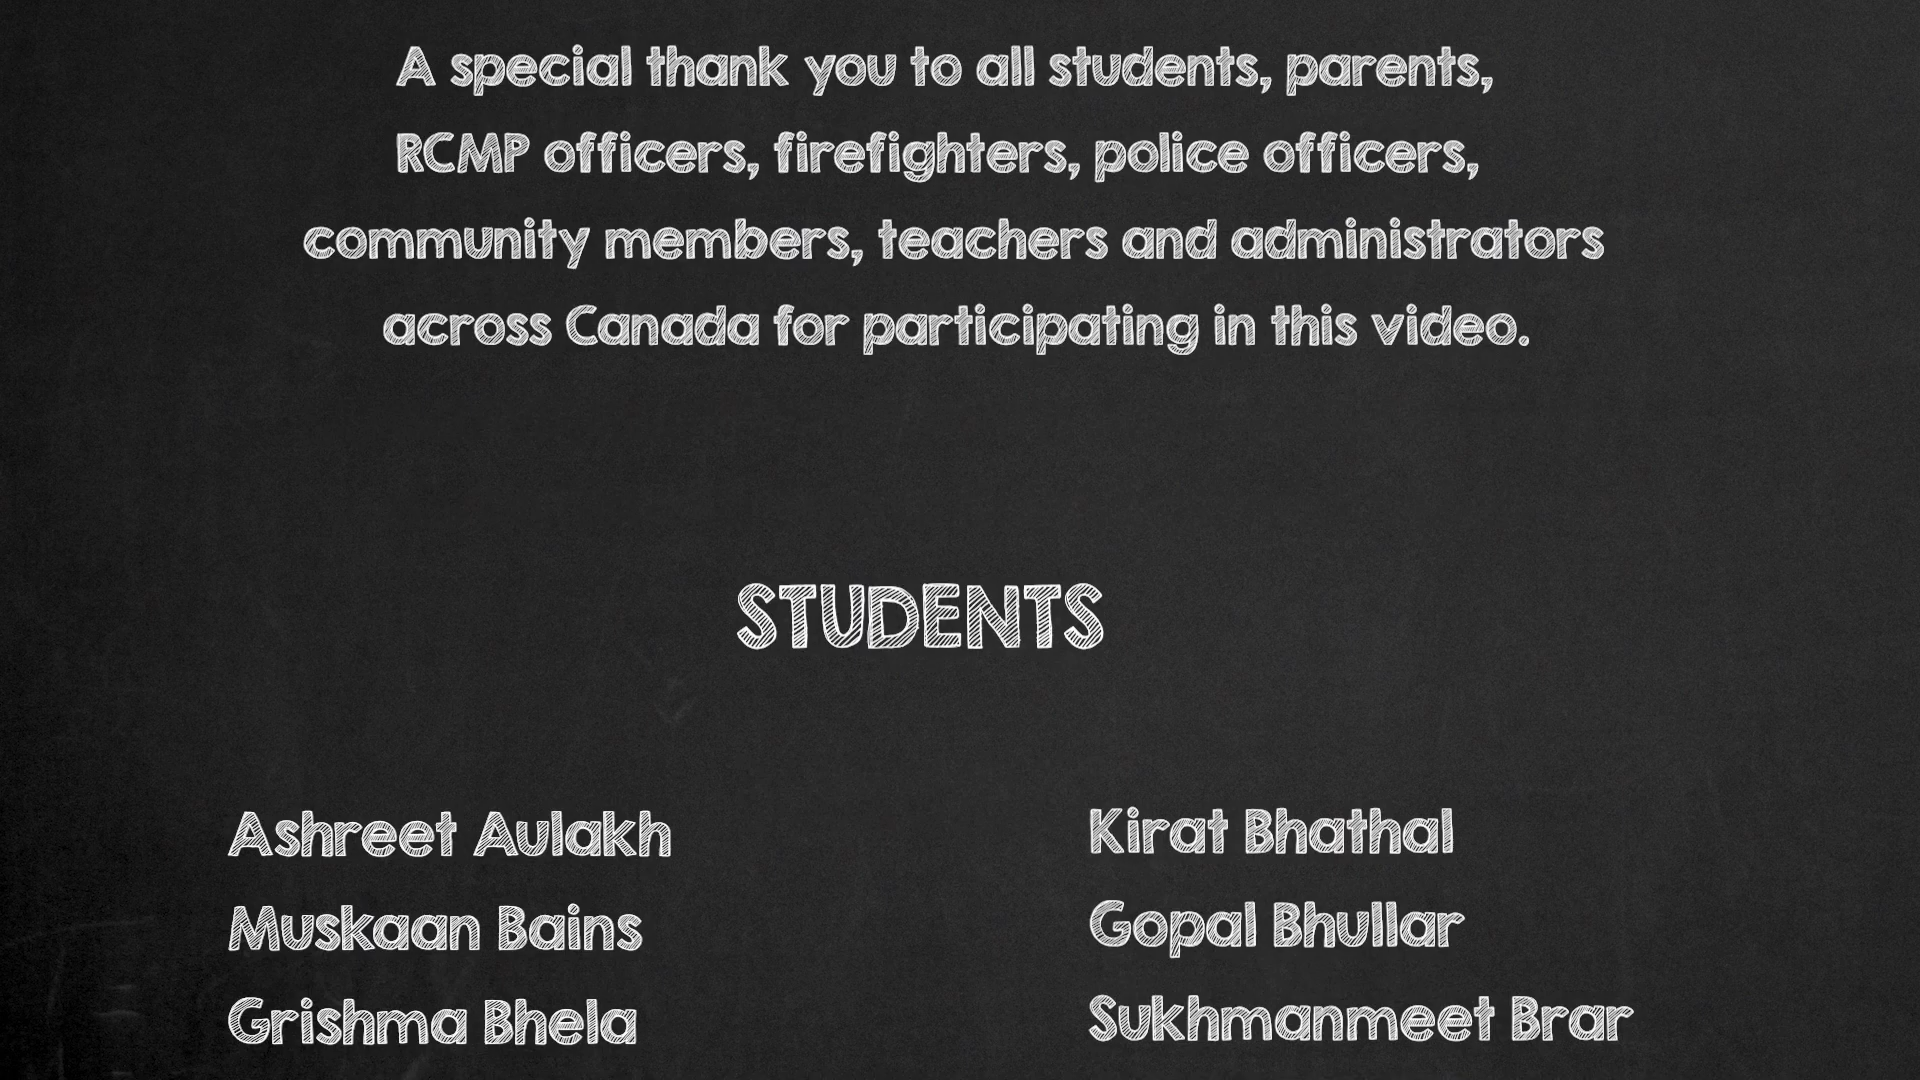 A special thank you to all students, parents,
RCMP officers, firefighters, police officers,
community members, teachers and administrators
across Canada for participating in this video.
STUDENTS
Ashreet Aulakh
Muskaan Bains
Grishma Bhela
Kirat Bhathal
Gopal Bhullar
Sukhmanmeet Brar